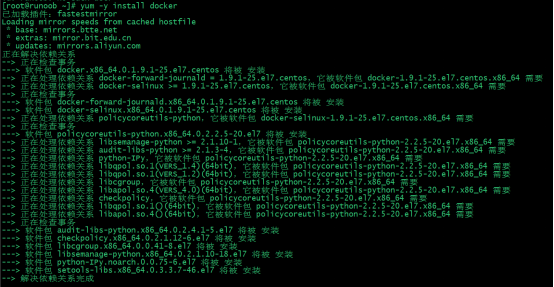 [root@runoob ~]# yum -y install docker
已加载插件：fastestmirror
Loading mirror speeds from cached hostfile
 * base: mirrors.btte.net
 * extras: mirror.bit.edu.cn
 * updates: mirrors.aliyun.com
正在解决依赖关系
--> 正在检查事务
---> 软件包 docker.x86_64.0.1.9.1-25.el7.centos 将被 安装
--> 正在处理依赖关系 docker-forward-journald = 1.9.1-25.el7.centos，它被软件包 docker-1.9.1-25.el7.centos.x86_64 需要
--> 正在处理依赖关系 docker-selinux >= 1.9.1-25.el7.centos，它被软件包 docker-1.9.1-25.el7.centos.x86_64 需要
--> 正在检查事务
---> 软件包 docker-forward-journald.x86_64.0.1.9.1-25.el7.centos 将被 安装
---> 软件包 docker-selinux.x86_64.0.1.9.1-25.el7.centos 将被 安装
--> 正在处理依赖关系 policycoreutils-python，它被软件包 docker-selinux-1.9.1-25.el7.centos.x86_64 需要
--> 正在检查事务
---> 软件包 policycoreutils-python.x86_64.0.2.2.5-20.el7 将被 安装
--> 正在处理依赖关系 libsemanage-python >= 2.1.10-1，它被软件包 policycoreutils-python-2.2.5-20.el7.x86_64 需要
--> 正在处理依赖关系 audit-libs-python >= 2.1.3-4，它被软件包 policycoreutils-python-2.2.5-20.el7.x86_64 需要
--> 正在处理依赖关系 python-IPy，它被软件包 policycoreutils-python-2.2.5-20.el7.x86_64 需要
--> 正在处理依赖关系 libqpol.so.1(VERS_1.4)(64bit)，它被软件包 policycoreutils-python-2.2.5-20.el7.x86_64 需要
--> 正在处理依赖关系 libqpol.so.1(VERS_1.2)(64bit)，它被软件包 policycoreutils-python-2.2.5-20.el7.x86_64 需要
--> 正在处理依赖关系 libcgroup，它被软件包 policycoreutils-python-2.2.5-20.el7.x86_64 需要
--> 正在处理依赖关系 libapol.so.4(VERS_4.0)(64bit)，它被软件包 policycoreutils-python-2.2.5-20.el7.x86_64 需要
--> 正在处理依赖关系 checkpolicy，它被软件包 policycoreutils-python-2.2.5-20.el7.x86_64 需要
--> 正在处理依赖关系 libqpol.so.1()(64bit)，它被软件包 policycoreutils-python-2.2.5-20.el7.x86_64 需要
--> 正在处理依赖关系 libapol.so.4()(64bit)，它被软件包 policycoreutils-python-2.2.5-20.el7.x86_64 需要
--> 正在检查事务
---> 软件包 audit-libs-python.x86_64.0.2.4.1-5.el7 将被 安装
---> 软件包 checkpolicy.x86_64.0.2.1.12-6.el7 将被 安装
---> 软件包 libcgroup.x86_64.0.0.41-8.el7 将被 安装
---> 软件包 libsemanage-python.x86_64.0.2.1.10-18.el7 将被 安装
---> 软件包 python-IPy.noarch.0.0.75-6.el7 将被 安装
---> 软件包 setools-libs.x86_64.0.3.3.7-46.el7 将被 安装
--> 解决依赖关系完成